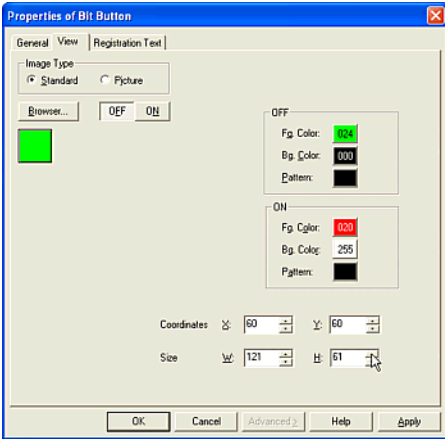 Properties of Bit Button
General View Registration Text
Image Type
Standard Picture
Browser... OFF ON
OFF
Fg. Color: 024
Bg. Color: 000
Pattern:
ON
Fg. Color: 020
Bg. Color: 255
Pattern:
Coordinates X: 60 Y: 60
Size W: 121 H: 61
OK Cancel Advanced > Help Apply